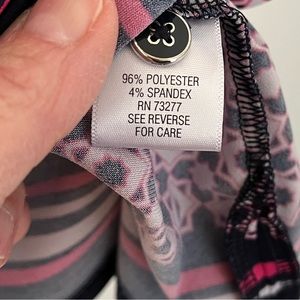 96% POLYESTER
4% SPANDEX
RN 73277
SEE REVERSE
FOR CARE